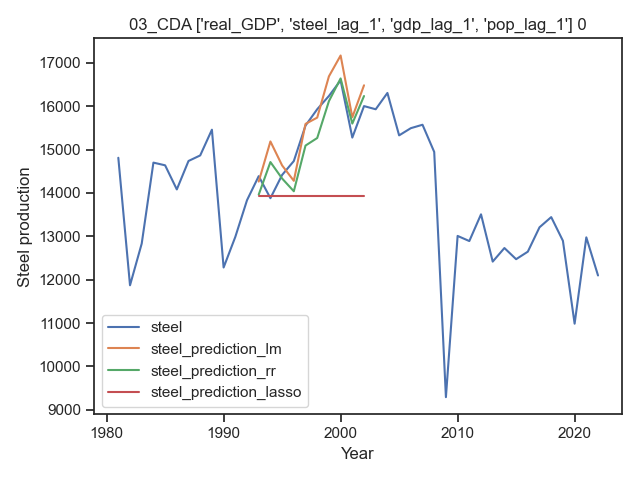 03_CDA ['real_GDP', 'steel_lag_1', 'gdp_lag_1', 'pop_lag_1'] 0
Steel production
17000
16000
15000
14000
13000
12000
11000
10000
9000
steel
steel_prediction_lm
steel_prediction_rr
steel_prediction_lasso
1980
1990
2000
2010
2020
Year